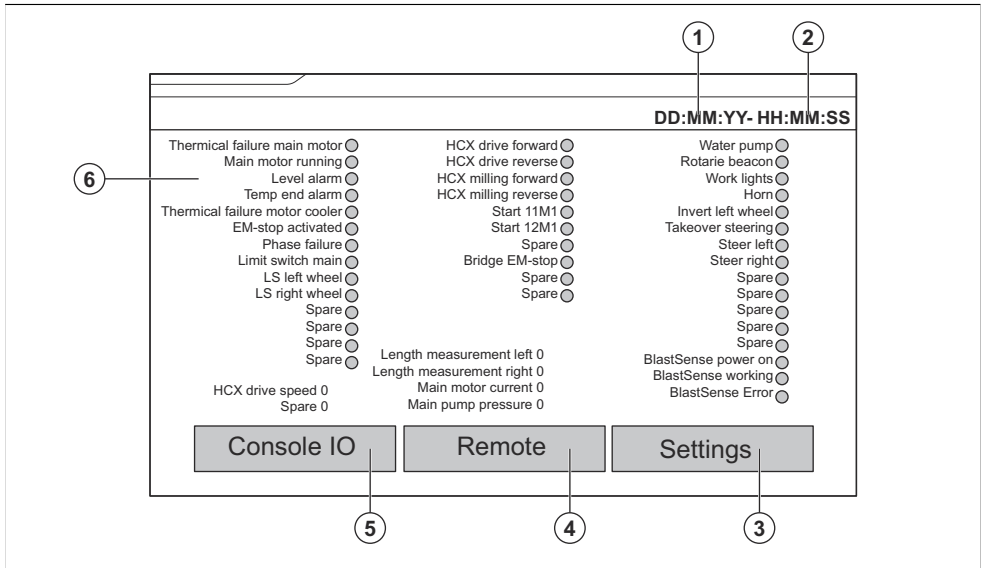 1
2
DD:MM:YY- HH:MM:SS
6
Thermical failure main motor
Main motor running
Level alarm
Temp end alarm
Thermical failure motor cooler
EM-stop activated
Phase failure
Limit switch main
LS left wheel
LS right wheel
Spare
Spare
Spare
Spare
HCX drive speed 0
Spare 0
HCX drive forward
HCX drive reverse
HCX milling forward
HCX milling reverse
Start 11M1
Start 12M1
Spare
Bridge EM-stop
Spare
Spare
Length measurement left 0
Length measurement right 0
Main motor current 0
Main pump pressure 0
Water pump
Rotarie beacon
Work lights
Horn
Invert left wheel
Takeover steering
Steer left
Steer right
Spare
Spare
Spare
Spare
Spare
BlastSense power on
BlastSense working
BlastSense Error
Console IO
Remote
Settings
5
4
3